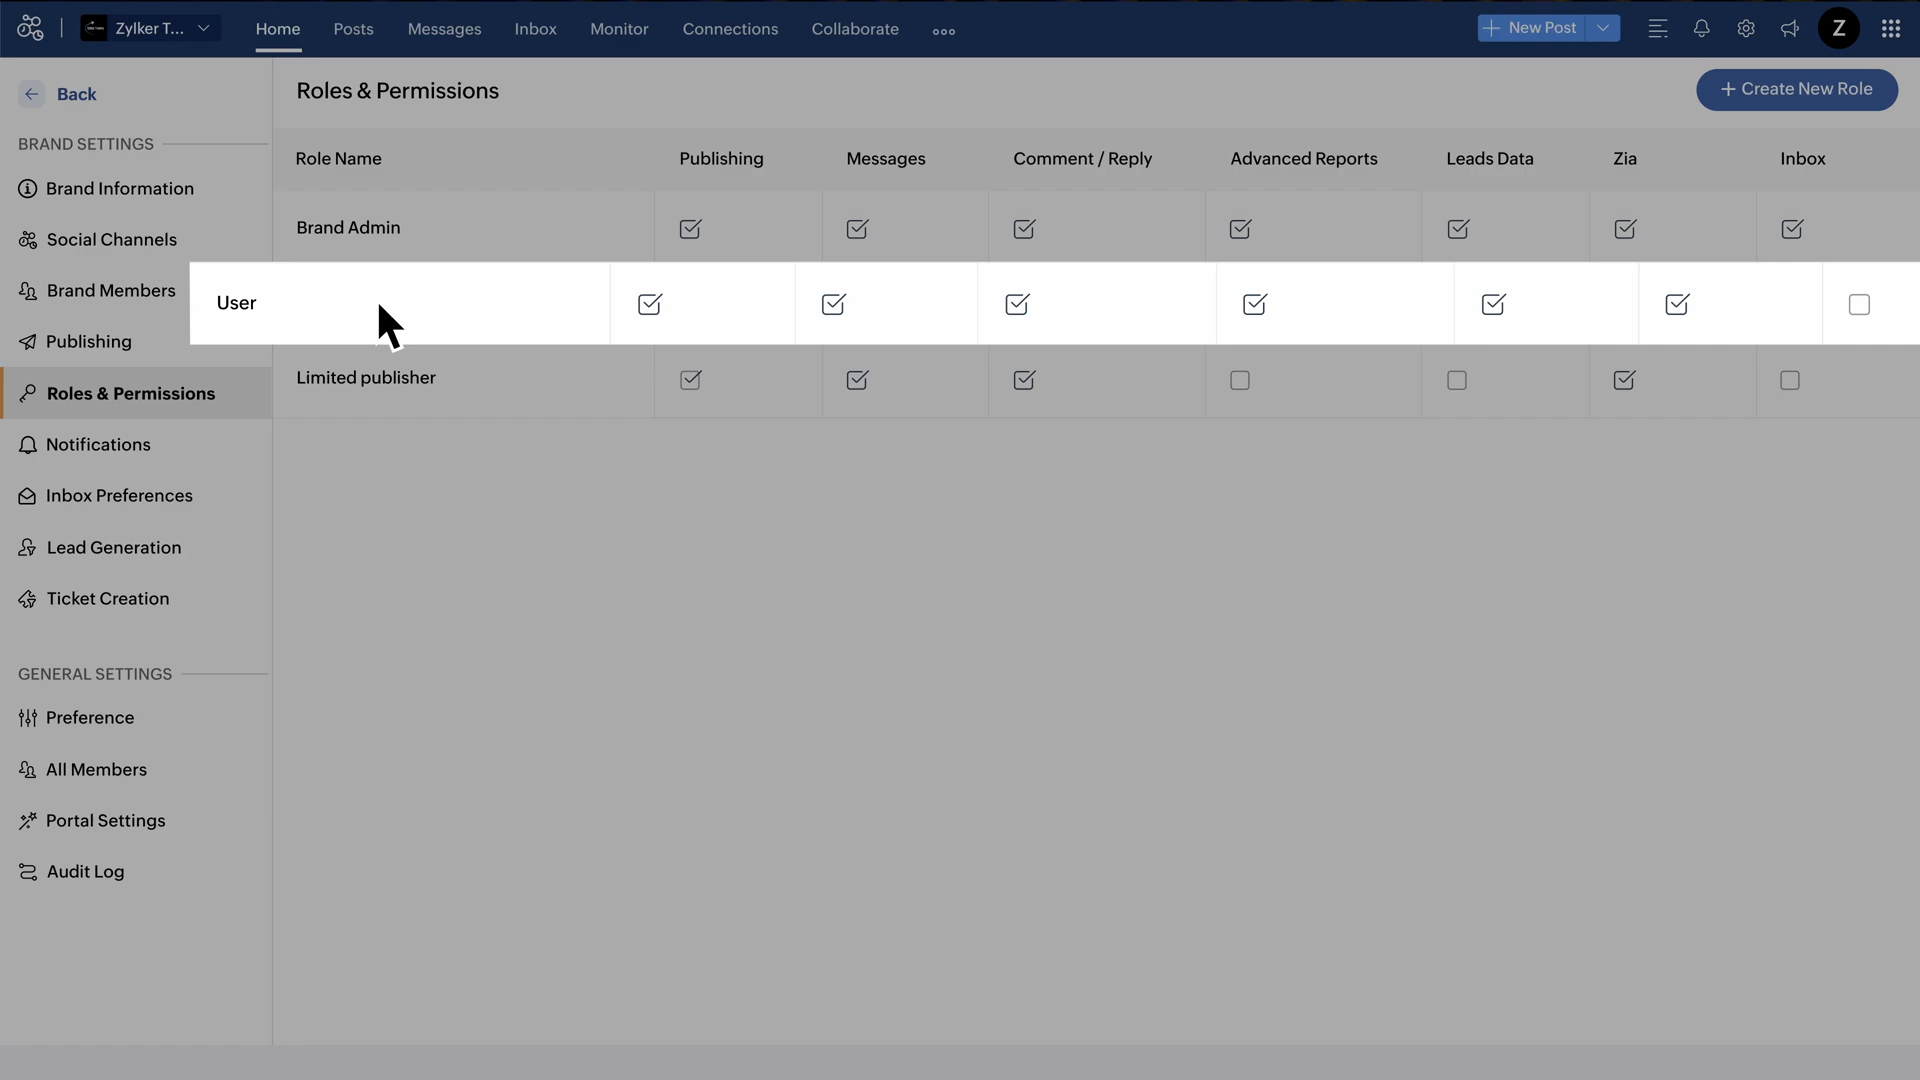 Zylker T...
Home
Posts
Messages
Inbox
Monitor
Connections
Collaborate
New Post
Z
Back
Roles & Permissions
+ Create New Role
BRAND SETTINGS
Brand Information
Social Channels
Brand Members
Publishing
Roles & Permissions
Notifications
Inbox Preferences
Lead Generation
Ticket Creation
GENERAL SETTINGS
Preference
All Members
Portal Settings
Audit Log
Role Name
Publishing
Messages
Comment / Reply
Advanced Reports
Leads Data
Zia
Inbox
Brand Admin
User
Limited publisher